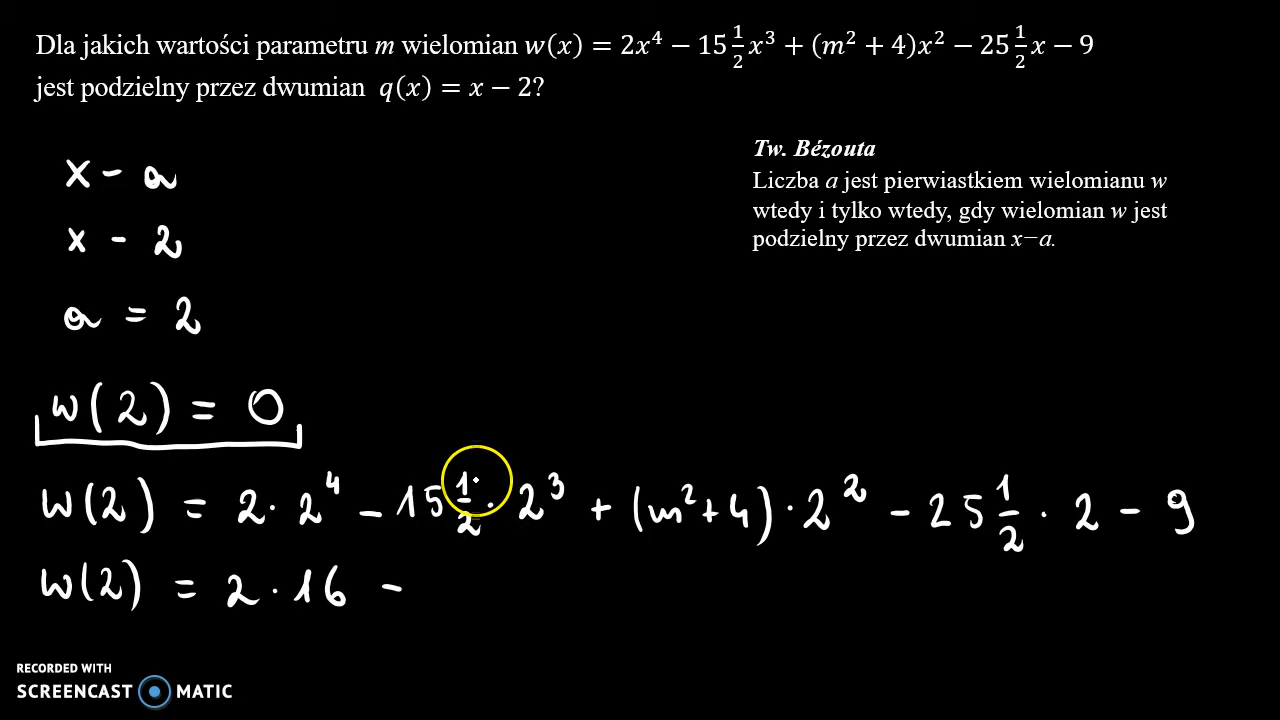 Dla jakich wartości parametru m wielomian w(x) = 2x⁴ − 15½x³ + (m² + 4)x² − 25½x − 9
jest podzielny przez dwumian q(x) = x − 2?
Tw. Bézouta
Liczba a jest pierwiastkiem wielomianu w
wtedy i tylko wtedy, gdy wielomian w jest
podzielny przez dwumian x−a.
x - a
x - 2
a = 2
w(2) = 0
w(2) = 2·2⁴ - 15½·2³ + (m²+4)·2² - 25½·2 - 9
w(2) = 2·16 -
RECORDED WITH
SCREENCAST MATIC